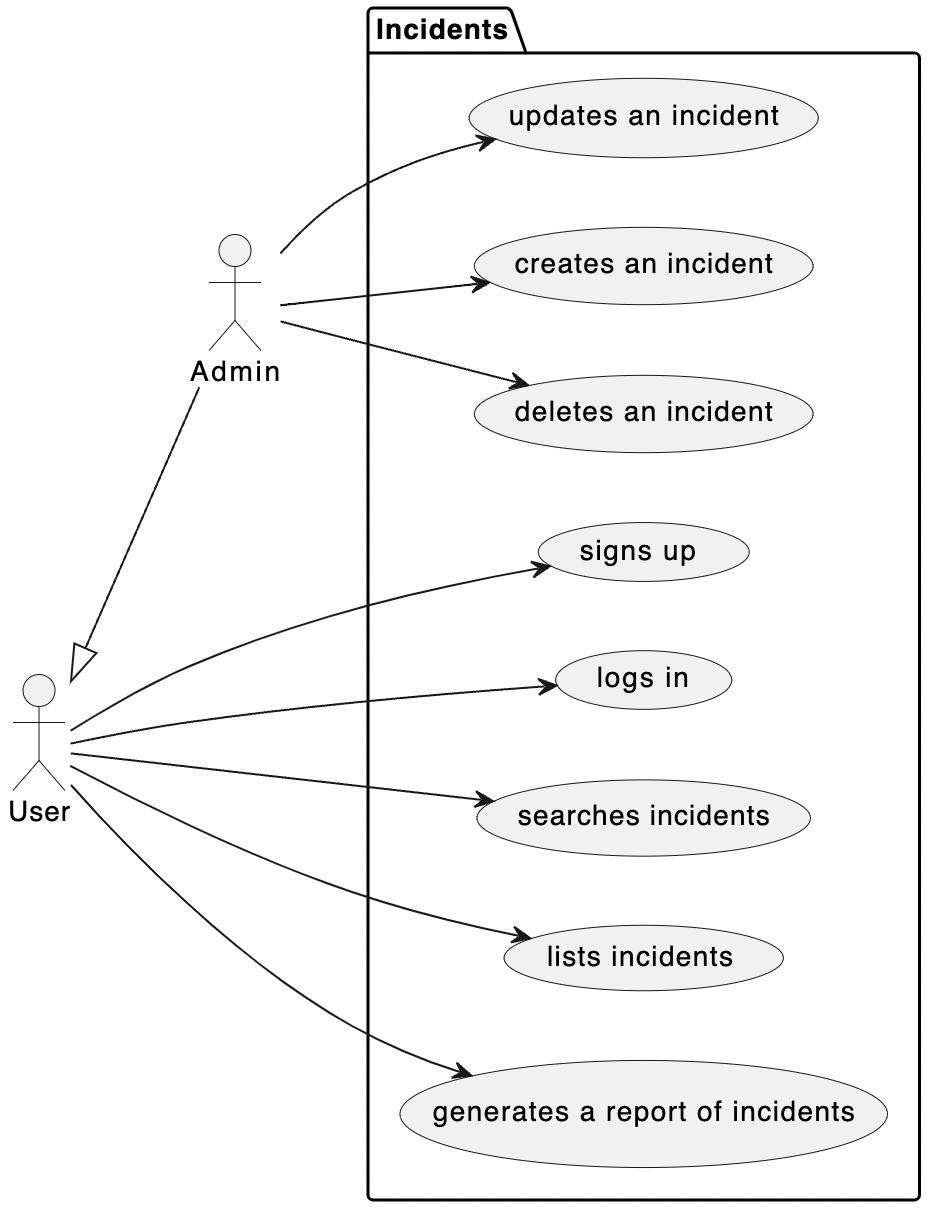 Incidents
updates an incident
creates an incident
Admin
deletes an incident
signs up
logs in
User
searches incidents
lists incidents
generates a report of incidents